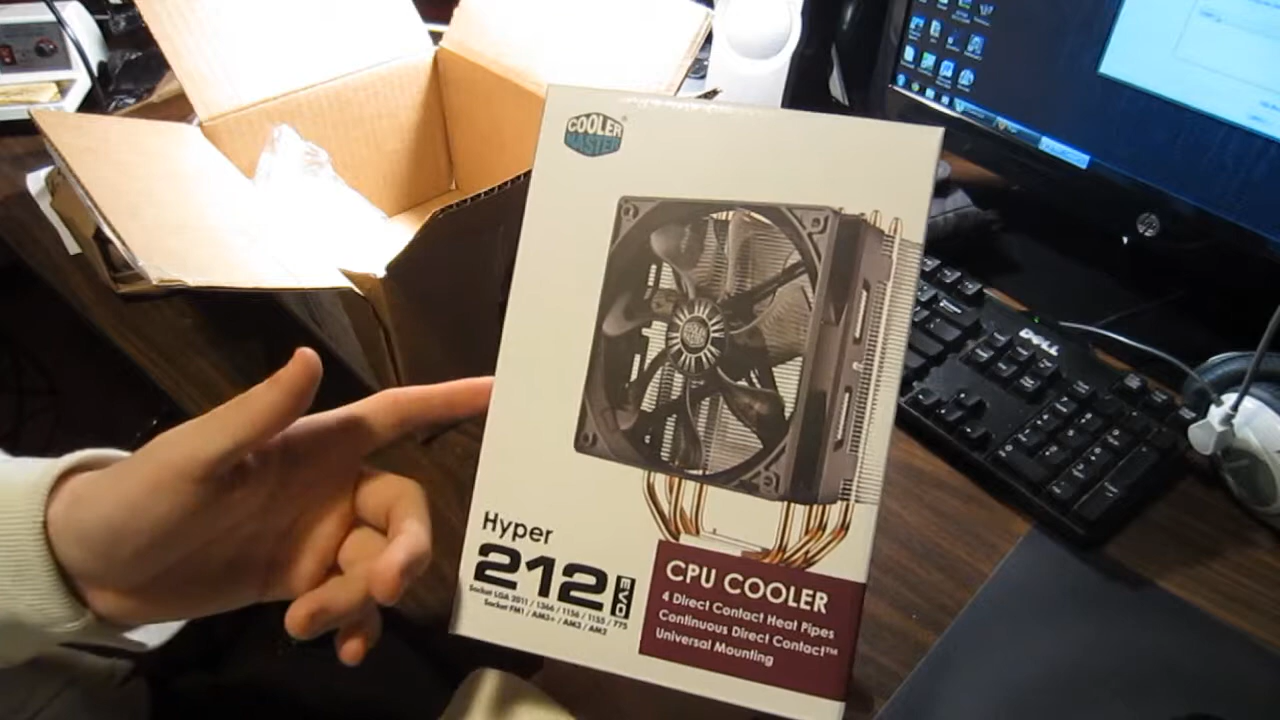 COOLER
MASTER
Hyper
212 EVO
Socket LGA 2011 / 1366 / 1156 / 1155 / 775
Socket FM1 / AM3+ / AM3 / AM2
CPU COOLER
4 Direct Contact Heat Pipes
Continuous Direct Contact™
Universal Mounting
DELL
hp